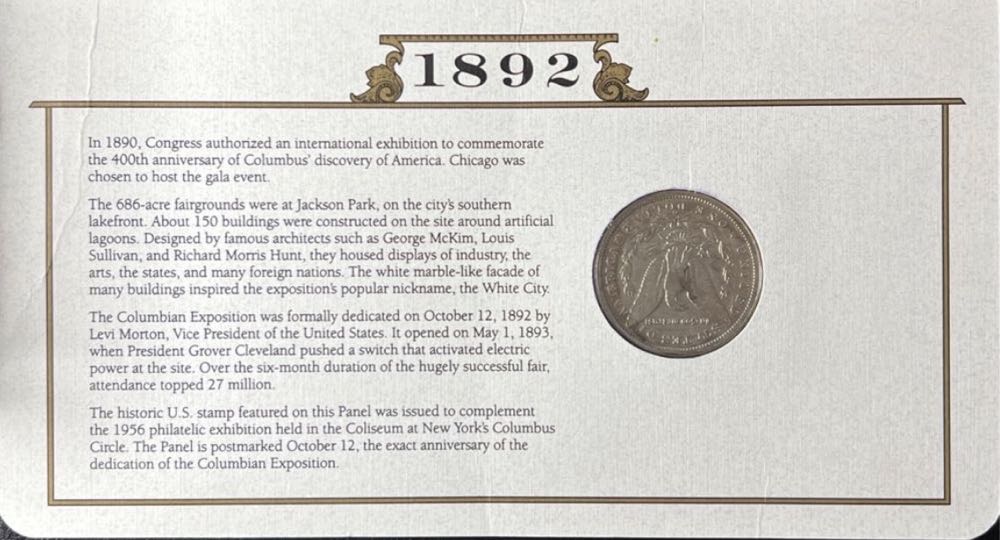 1892
In 1890, Congress authorized an international exhibition to commemorate
the 400th anniversary of Columbus' discovery of America. Chicago was
chosen to host the gala event.
The 686-acre fairgrounds were at Jackson Park, on the city's southern
lakefront. About 150 buildings were constructed on the site around artificial
lagoons. Designed by famous architects such as George McKim, Louis
Sullivan, and Richard Morris Hunt, they housed displays of industry, the
arts, the states, and many foreign nations. The white marble-like facade of
many buildings inspired the exposition's popular nickname, the White City.
The Columbian Exposition was formally dedicated on October 12, 1892 by
Levi Morton, Vice President of the United States. It opened on May 1, 1893,
when President Grover Cleveland pushed a switch that activated electric
power at the site. Over the six-month duration of the hugely successful fair,
attendance topped 27 million.
The historic U.S. stamp featured on this Panel was issued to complement
the 1956 philatelic exhibition held in the Coliseum at New York's Columbus
Circle. The Panel is postmarked October 12, the exact anniversary of the
dedication of the Columbian Exposition.